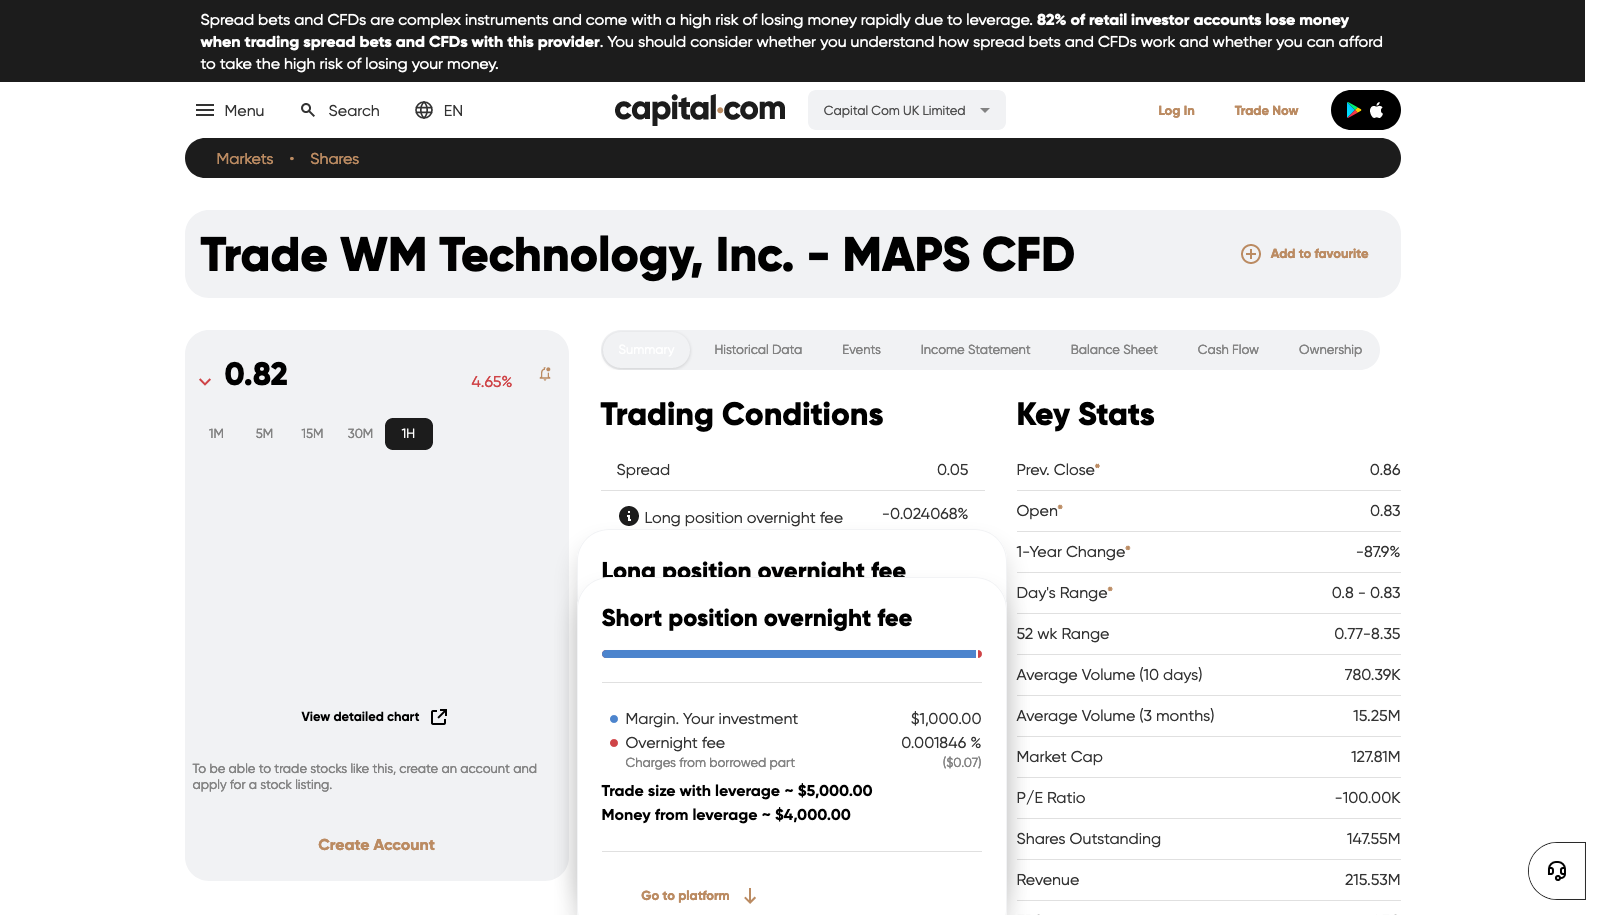 Spread bets and CFDs are complex instruments and come with a high risk of losing money rapidly due to leverage. 82% of retail investor accounts lose money
when trading spread bets and CFDs with this provider. You should consider whether you understand how spread bets and CFDs work and whether you can afford
to take the high risk of losing your money.
Menu Search EN capital.com Capital Com UK Limited Log In Trade Now
Markets · Shares
Trade WM Technology, Inc. - MAPS CFD
Add to favourite
0.82 4.65%
1M 5M 15M 30M 1H
View detailed chart
To be able to trade stocks like this, create an account and
apply for a stock listing.
Create Account
Summary Historical Data Events Income Statement Balance Sheet Cash Flow Ownership
Trading Conditions
Spread 0.05
Long position overnight fee -0.024068%
Long position overnight fee
Short position overnight fee
Margin. Your investment $1,000.00
Overnight fee 0.001846 %
Charges from borrowed part ($0.07)
Trade size with leverage ~ $5,000.00
Money from leverage ~ $4,000.00
Go to platform
Key Stats
Prev. Close* 0.86
Open* 0.83
1-Year Change* -87.9%
Day's Range* 0.8 - 0.83
52 wk Range 0.77-8.35
Average Volume (10 days) 780.39K
Average Volume (3 months) 15.25M
Market Cap 127.81M
P/E Ratio -100.00K
Shares Outstanding 147.55M
Revenue 215.53M